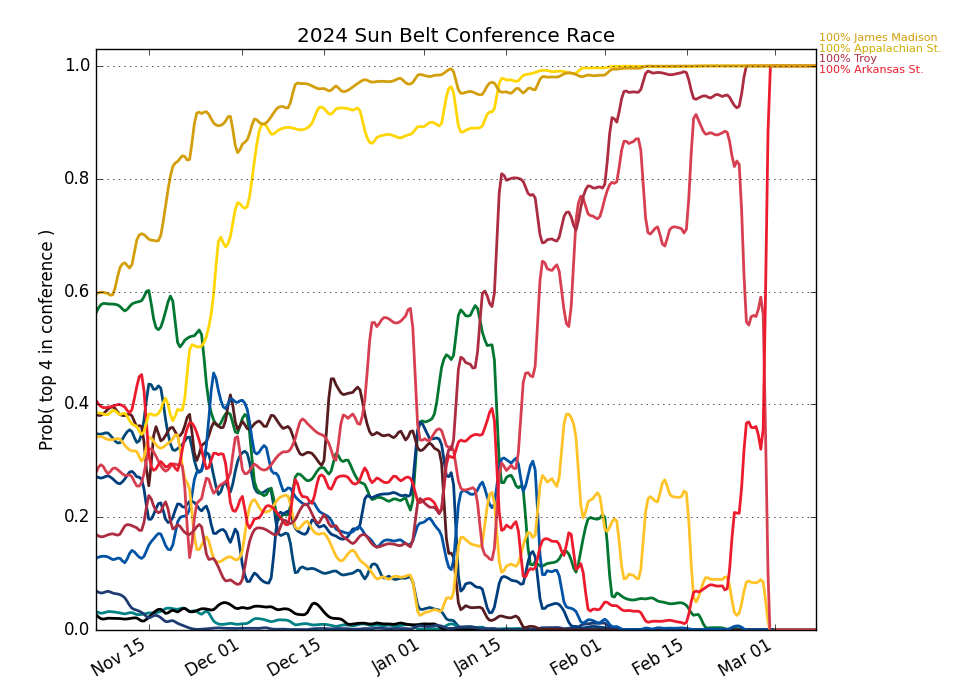 2024 Sun Belt Conference Race
100% James Madison
100% Appalachian St.
100% Troy
100% Arkansas St.
1.0
0.8
0.6
0.4
0.2
0.0
Prob( top 4 in conference )
Nov 15
Dec 01
Dec 15
Jan 01
Jan 15
Feb 01
Feb 15
Mar 01